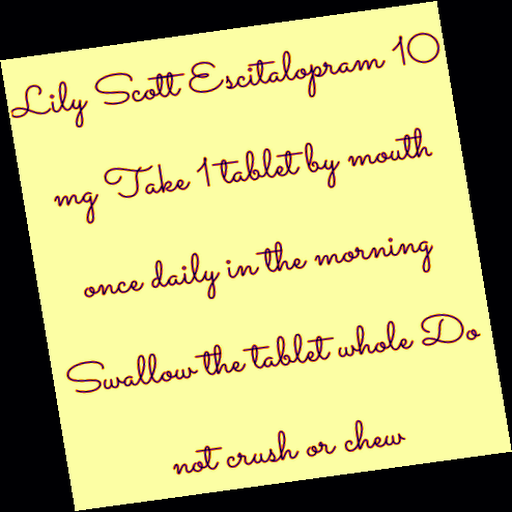 Lily Scott Escitalopram 10
mg Take 1 tablet by mouth
once daily in the morning
Swallow the tablet whole Do
not crush or chew